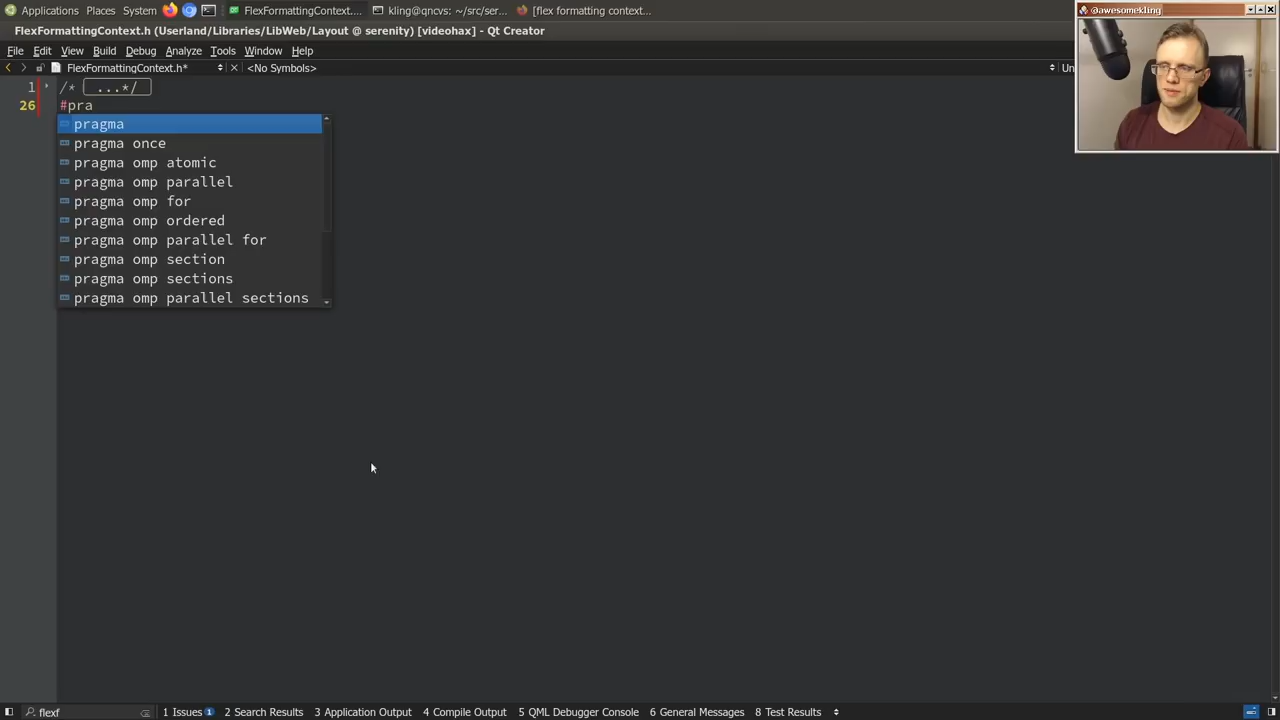 Applications Places System FlexFormattingContext.... kling@qncvs: ~/src/ser... [flex formatting context...
FlexFormattingContext.h (Userland/Libraries/LibWeb/Layout @ serenity) [videohax] - Qt Creator
@awesomekling
File Edit View Build Debug Analyze Tools Window Help
FlexFormattingContext.h* <No Symbols> Un
1 /* ...*/
26 #pra
pragma
pragma once
pragma omp atomic
pragma omp parallel
pragma omp for
pragma omp ordered
pragma omp parallel for
pragma omp section
pragma omp sections
pragma omp parallel sections
flexf 1 Issues 1 2 Search Results 3 Application Output 4 Compile Output 5 QML Debugger Console 6 General Messages 8 Test Results